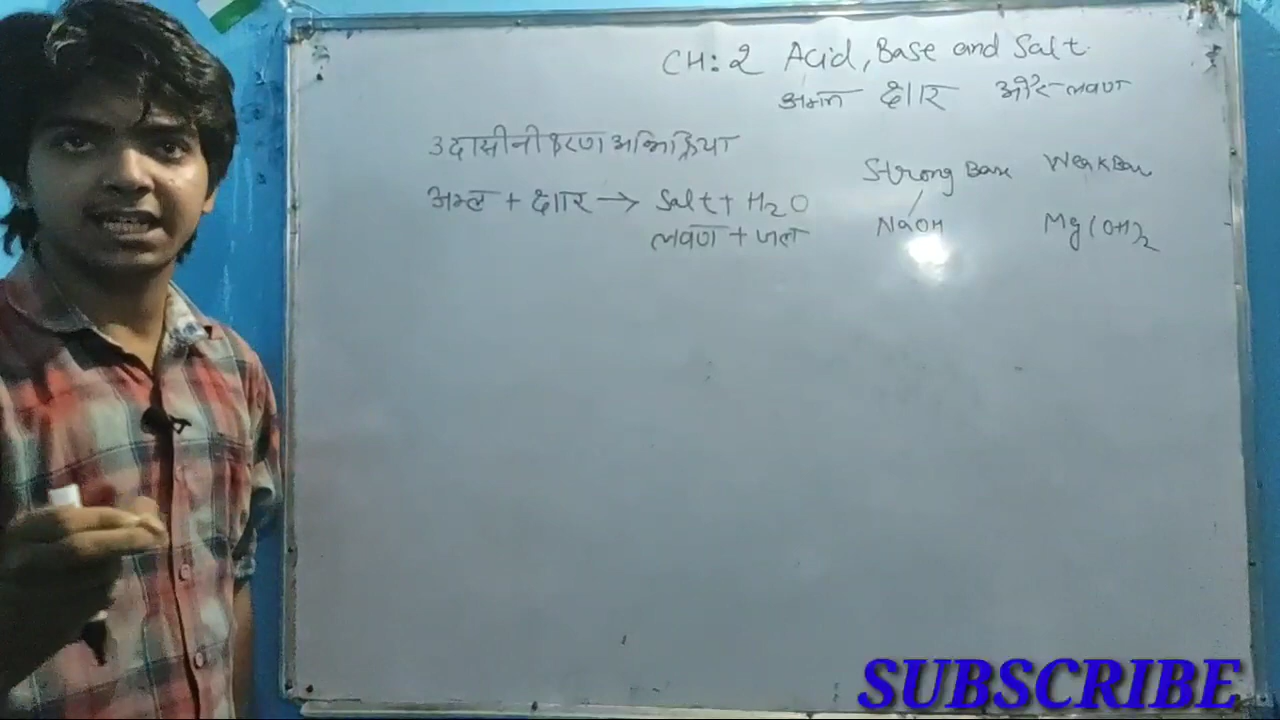 CH: 2 Acid, Base and Salt
अम्ल क्षार और लवण
उदासीनीकरण अभिक्रिया
अम्ल + क्षार → Salt + H2O
लवण + जल
Strong Base Weak Base
NaOH Mg(OH)2
SUBSCRIBE